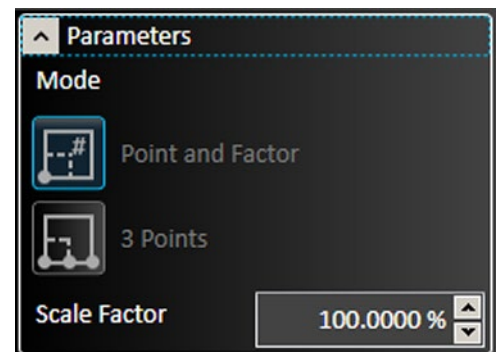 Parameters
Mode
#
Point and Factor
3 Points
Scale Factor
100.0000 %